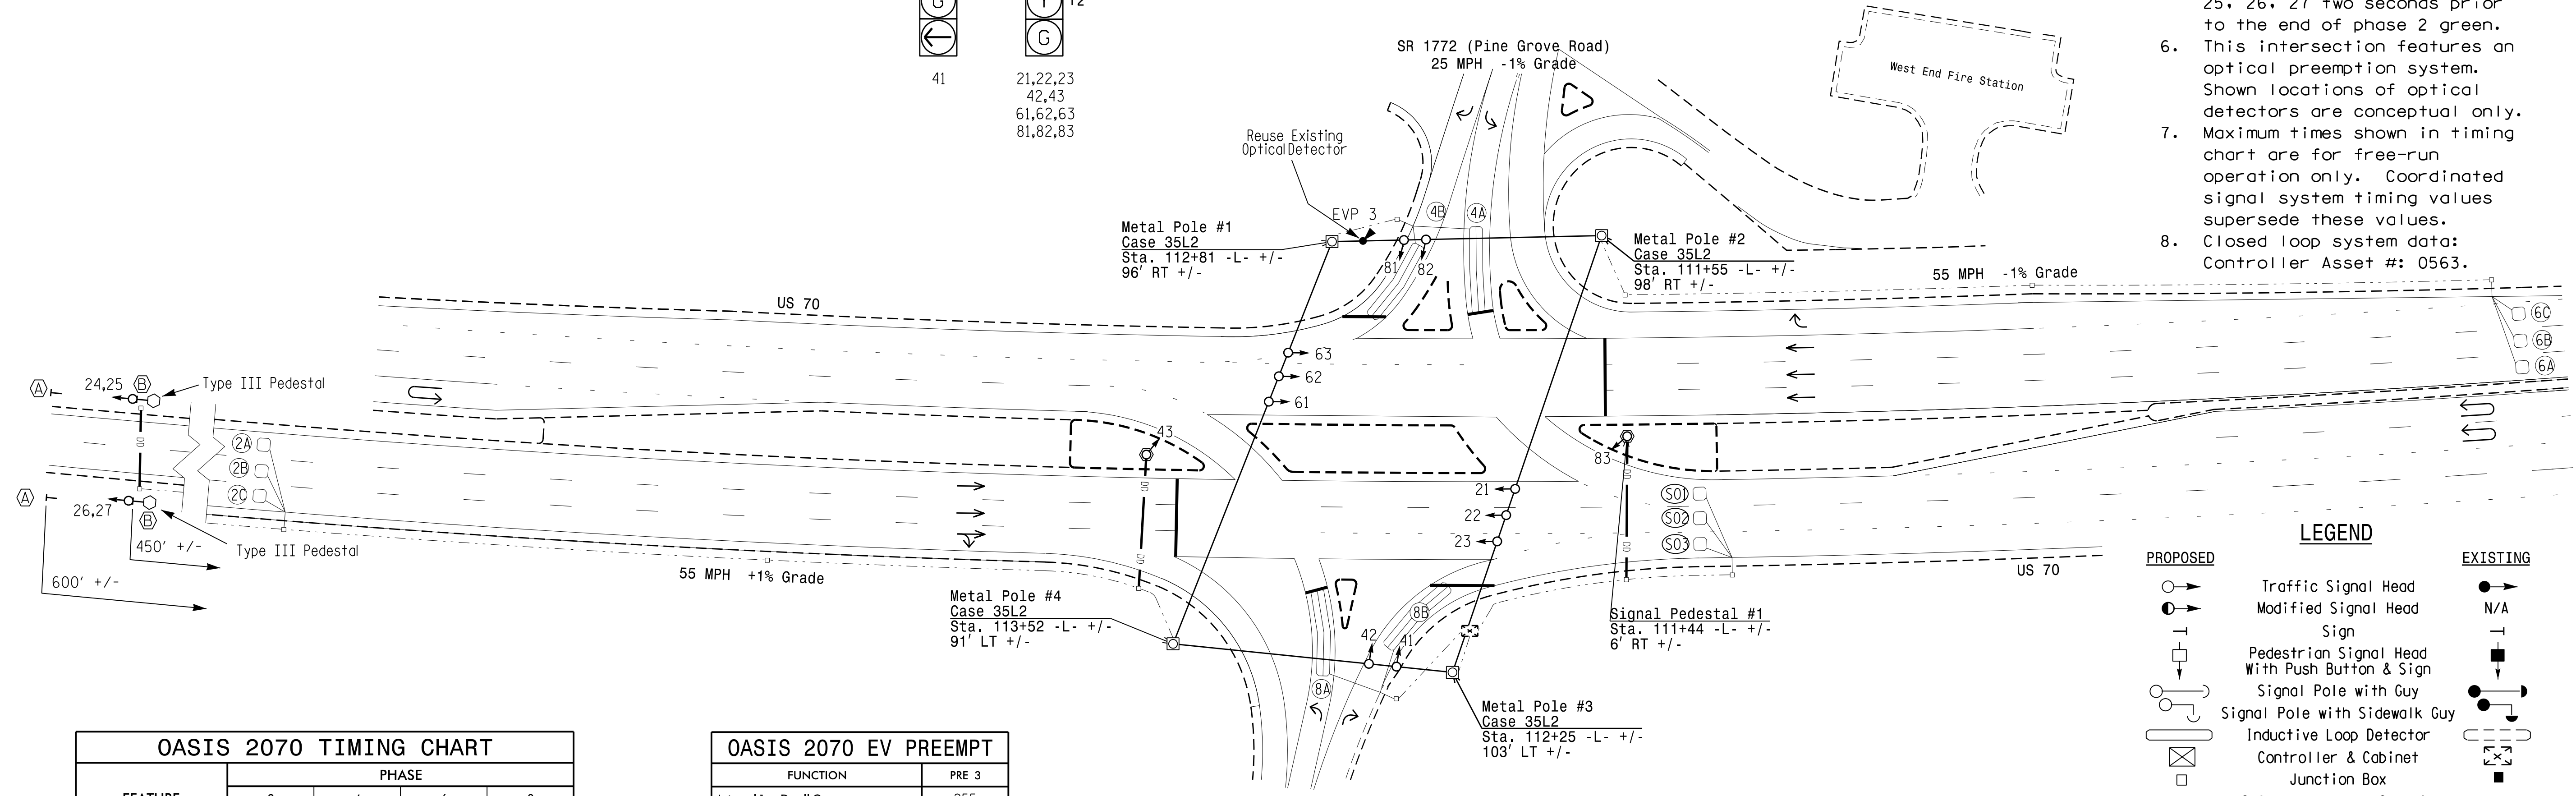 G
Y
12
G
41
21,22,23
42,43
61,62,63
81,82,83
SR 1772 (Pine Grove Road)
25 MPH -1% Grade
West End Fire Station
25, 26, 27 two seconds prior
to the end of phase 2 green.
6. This intersection features an
optical preemption system.
Shown locations of optical
detectors are conceptual only.
7. Maximum times shown in timing
chart are for free-run
operation only. Coordinated
signal system timing values
supersede these values.
8. Closed loop system data:
Controller Asset #: 0563.
Reuse Existing
Optical Detector
EVP 3
4B
4A
Metal Pole #1
Case 35L2
Sta. 112+81 -L- +/-
96' RT +/-
81
82
Metal Pole #2
Case 35L2
Sta. 111+55 -L- +/-
98' RT +/-
55 MPH -1% Grade
US 70
6C
6B
6A
63
62
61
A
24,25
B
Type III Pedestal
2A
2B
2C
43
83
21
22
23
S01
S02
S03
A
26,27
B
Type III Pedestal
450' +/-
600' +/-
55 MPH +1% Grade
US 70
Metal Pole #4
Case 35L2
Sta. 113+52 -L- +/-
91' LT +/-
8B
42
41
8A
Signal Pedestal #1
Sta. 111+44 -L- +/-
6' RT +/-
Metal Pole #3
Case 35L2
Sta. 112+25 -L- +/-
103' LT +/-
LEGEND
PROPOSED EXISTING
Traffic Signal Head
Modified Signal Head N/A
Sign
Pedestrian Signal Head
With Push Button & Sign
Signal Pole with Guy
Signal Pole with Sidewalk Guy
Inductive Loop Detector
Controller & Cabinet
Junction Box
OASIS 2070 TIMING CHART
PHASE
FEATURE
OASIS 2070 EV PREEMPT
FUNCTION PRE 3
255